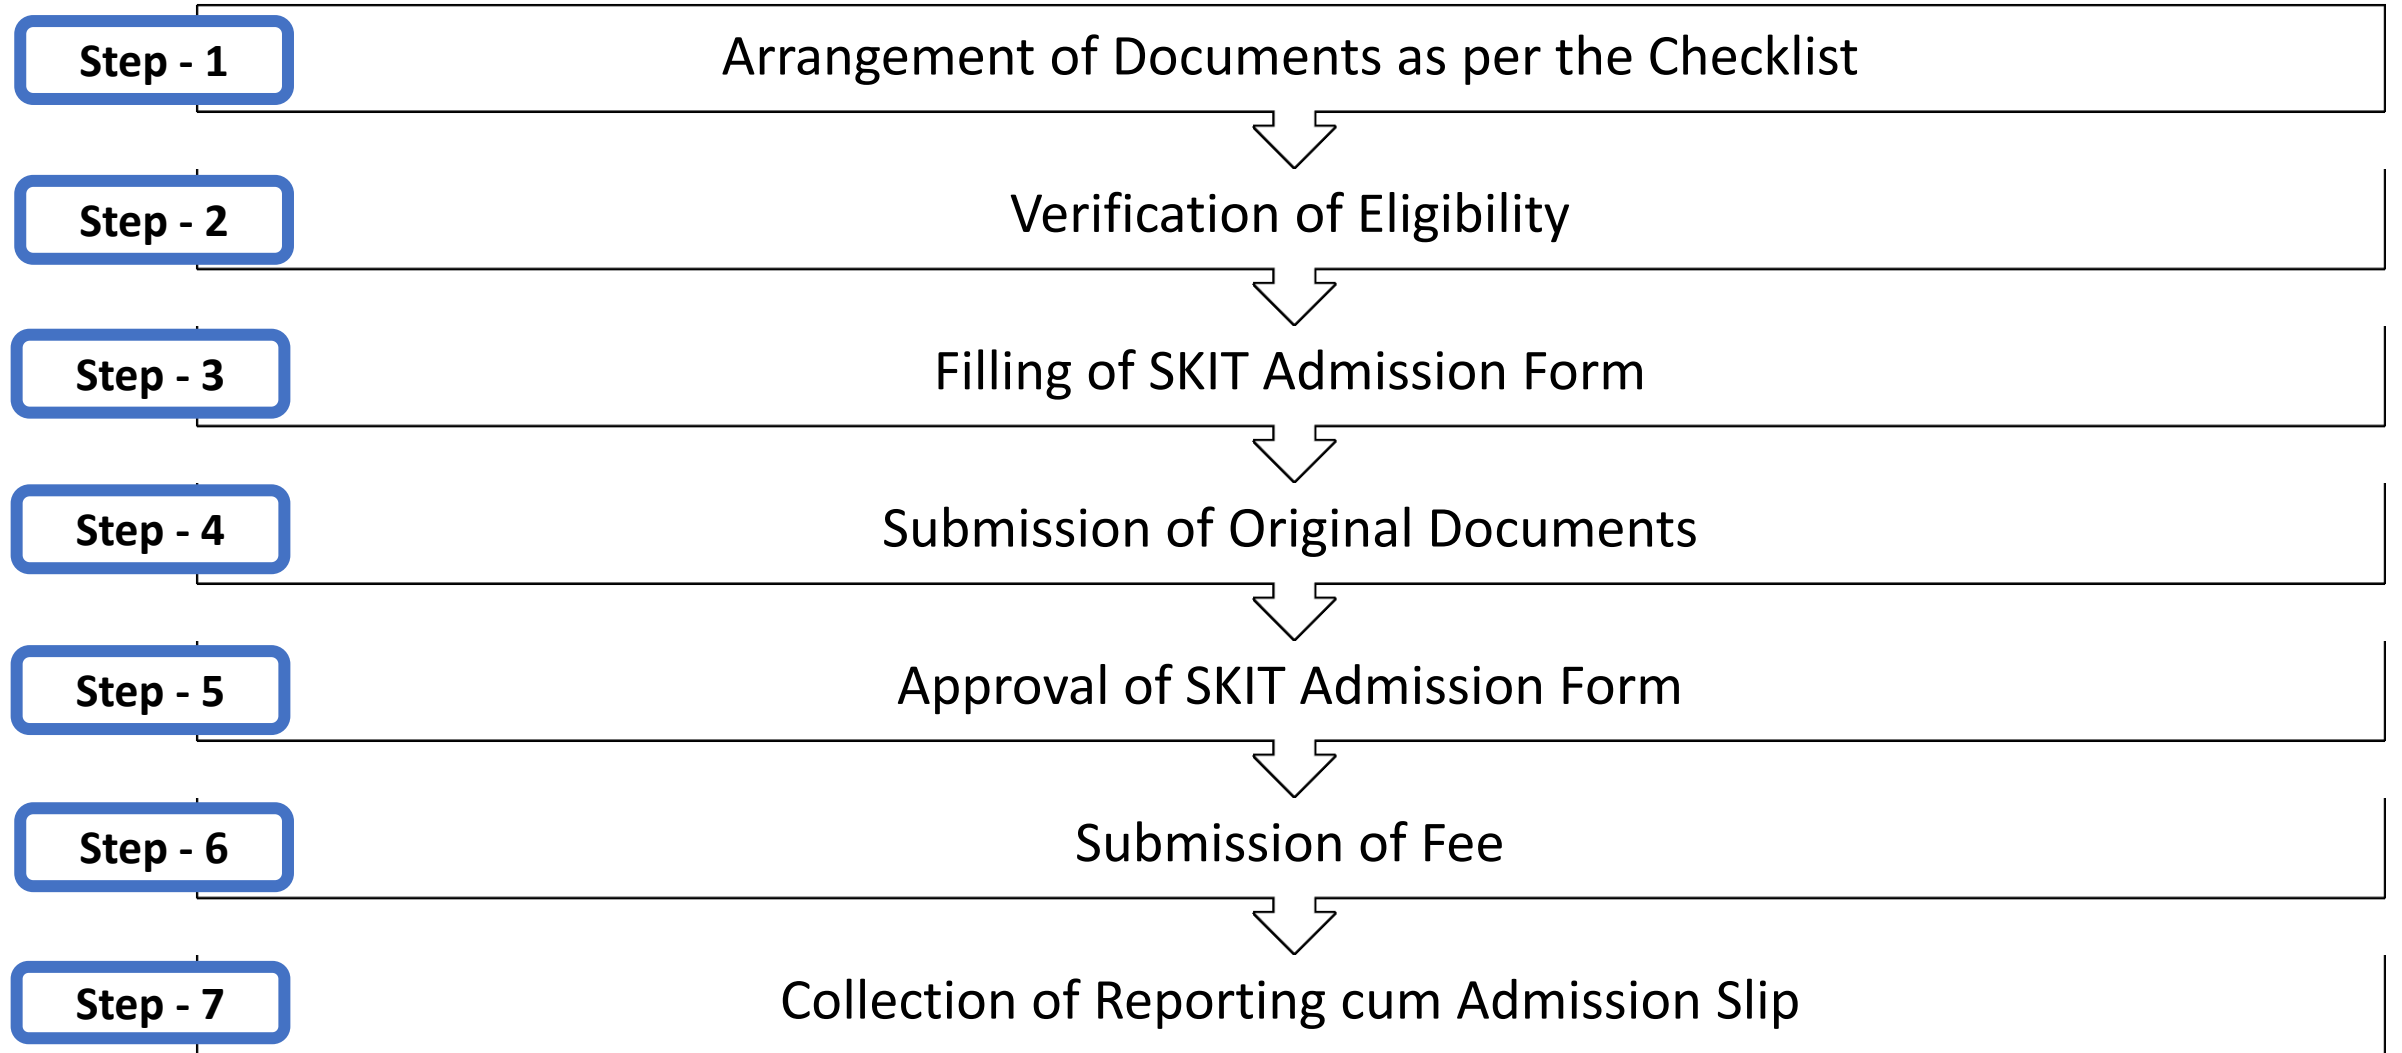 Step - 1
Arrangement of Documents as per the Checklist
Step - 2
Verification of Eligibility
Step - 3
Filling of SKIT Admission Form
Step - 4
Submission of Original Documents
Step - 5
Approval of SKIT Admission Form
Step - 6
Submission of Fee
Step - 7
Collection of Reporting cum Admission Slip